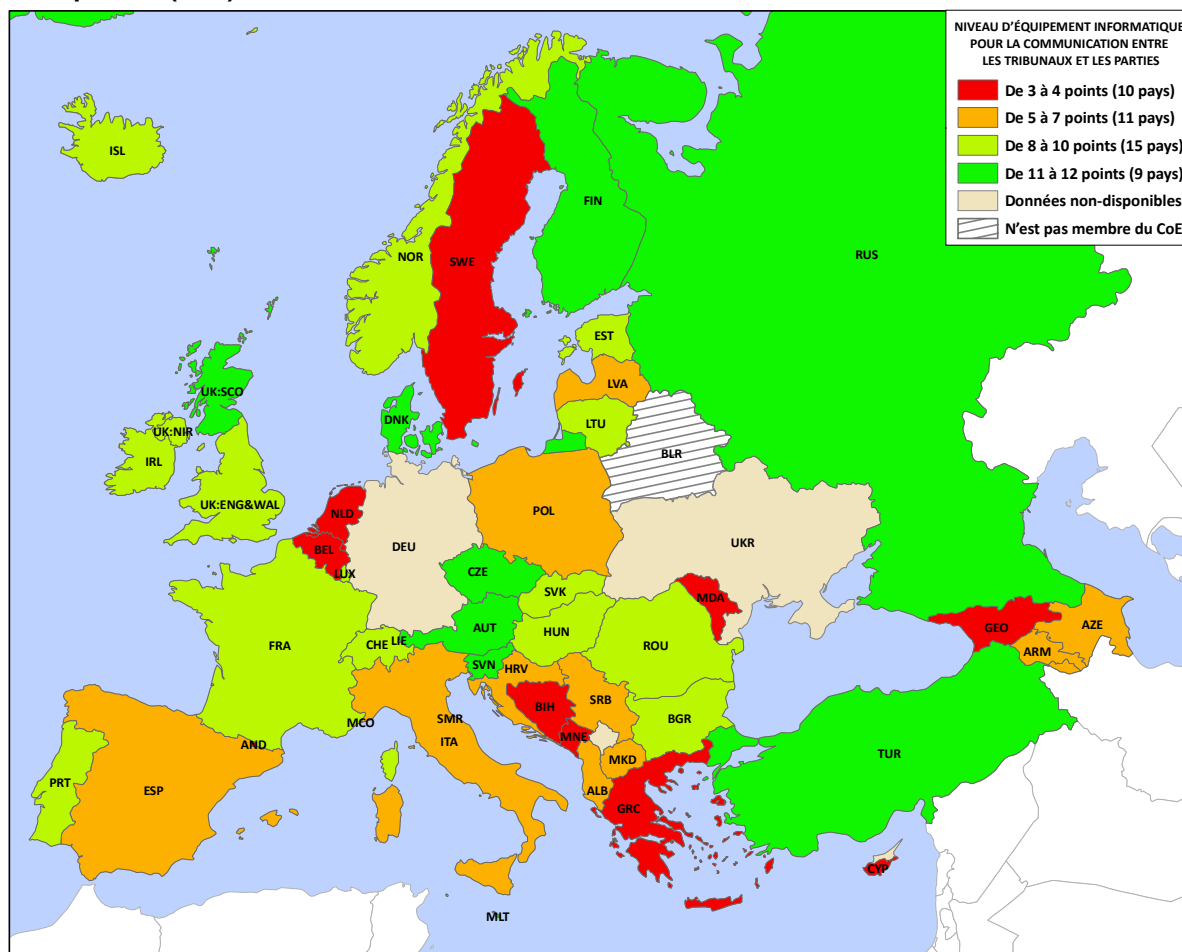 NIVEAU D'ÉQUIPEMENT INFORMATIQUE
POUR LA COMMUNICATION ENTRE
LES TRIBUNAUX ET LES PARTIES
De 3 à 4 points (10 pays)
De 5 à 7 points (11 pays)
De 8 à 10 points (15 pays)
De 11 à 12 points (9 pays)
Données non-disponibles
N'est pas membre du CoE
ISL
FIN
RUS
NOR
SWE
EST
LVA
UK:SCO
DNK
LTU
UK:NIR
BLR
IRL
UK:ENG&WAL
NLD
POL
BEL
DEU
UKR
LUX
CZE
SVK
MDA
AUT
HUN
GEO
AZE
FRA
CHE
LIE
ROU
ARM
SVN
HRV
BIH
SRB
MCO
SMR
BGR
MNE
ITA
AND
MKD
TUR
PRT
ESP
ALB
GRC
CYP
MLT